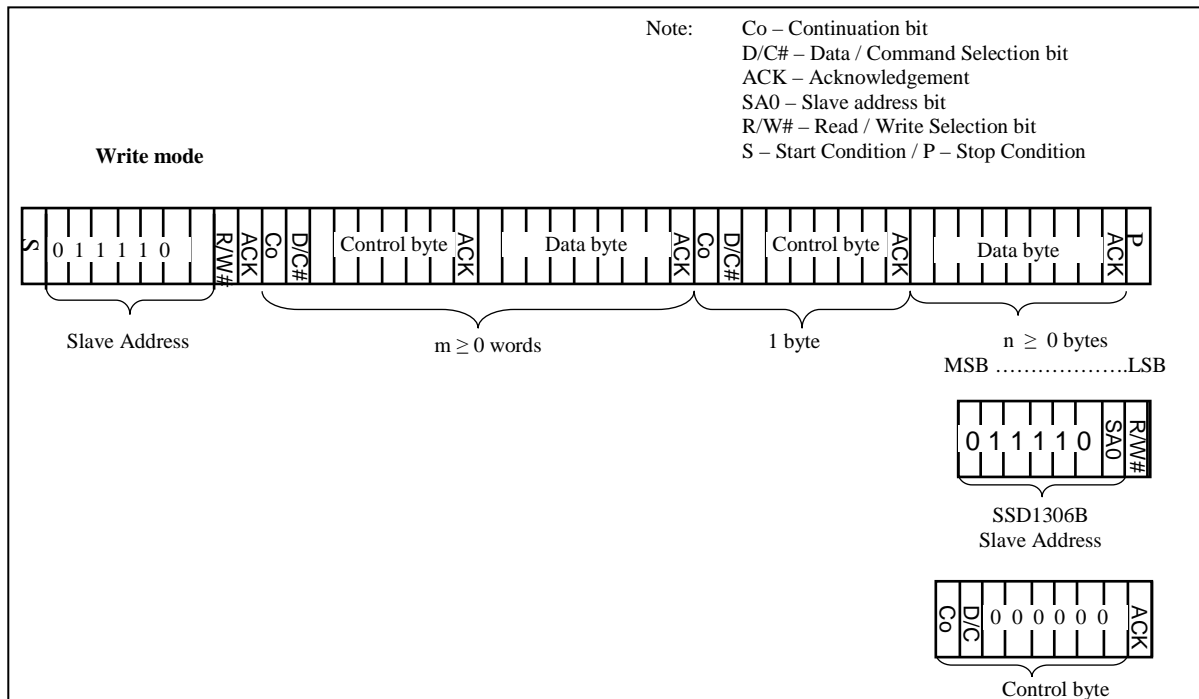 Note: Co – Continuation bit
D/C# – Data / Command Selection bit
ACK – Acknowledgement
SA0 – Slave address bit
R/W# – Read / Write Selection bit
S – Start Condition / P – Stop Condition
Write mode
S 0 1 1 1 1 0 R/W# ACK Co D/C# Control byte ACK Data byte ACK Co D/C# Control byte ACK Data byte ACK P
Slave Address m ≥ 0 words 1 byte n ≥ 0 bytes
MSB ………………….LSB
0 1 1 1 1 0 SA0 R/W#
SSD1306B
Slave Address
Co D/C 0 0 0 0 0 0 ACK
Control byte